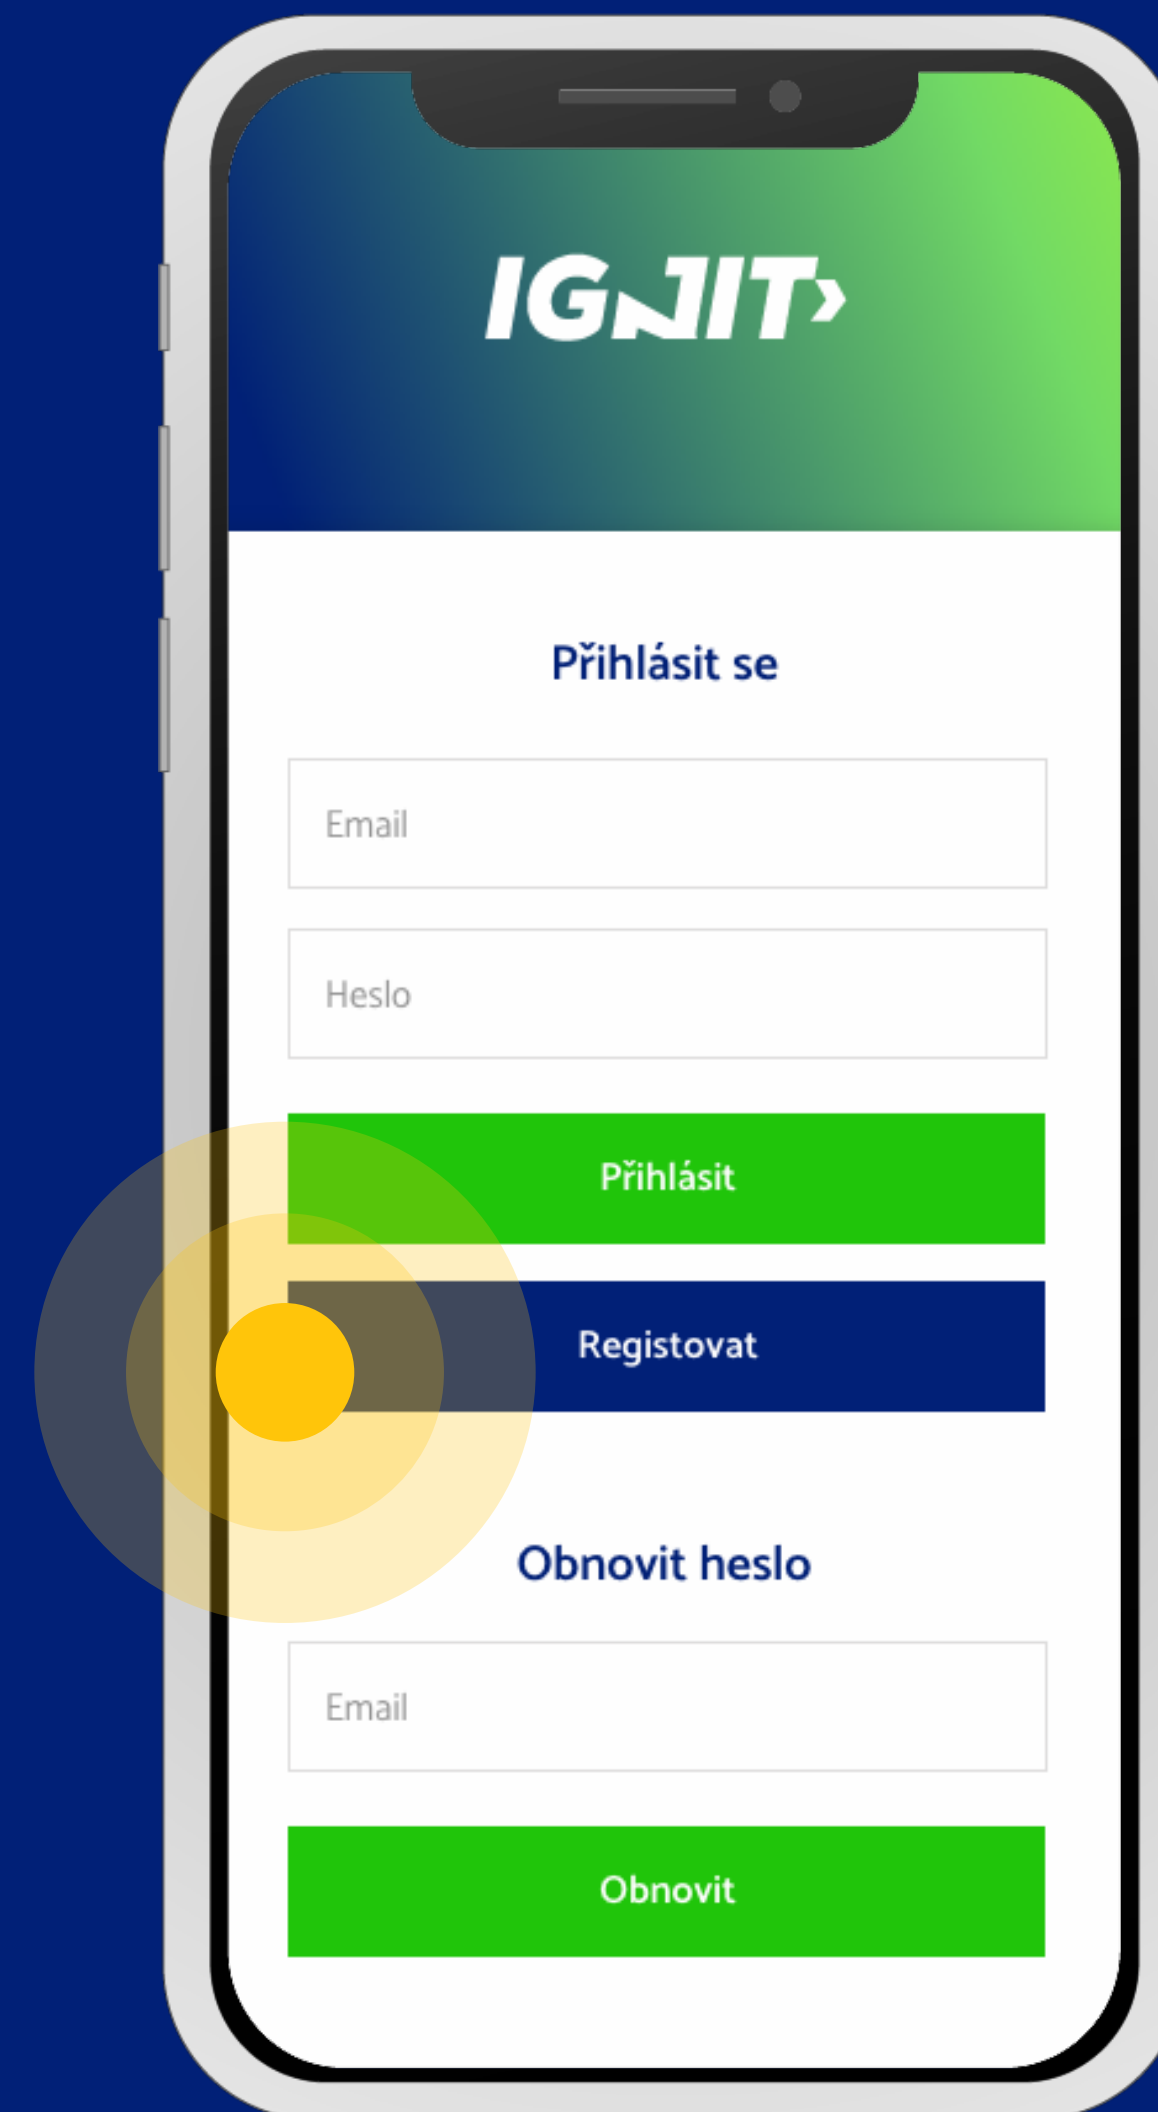 IGNIT
Přihlásit se
Email
Heslo
Přihlásit
Registovat
Obnovit heslo
Email
Obnovit